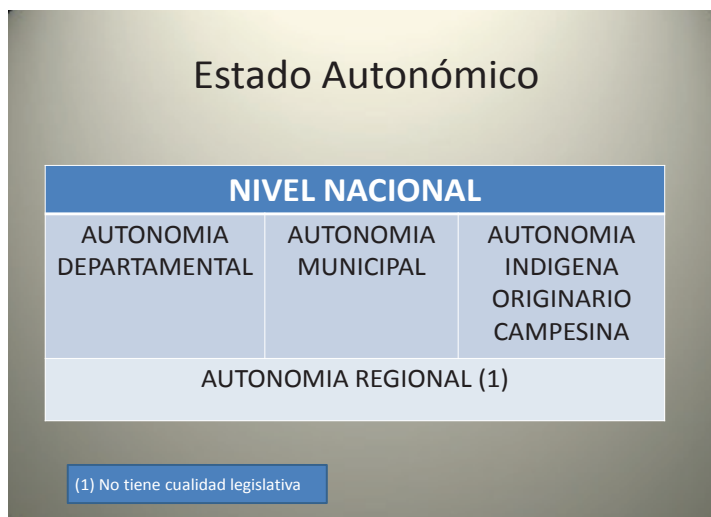 Estado Autonómico
NIVEL NACIONAL
AUTONOMIA
DEPARTAMENTAL
AUTONOMIA
MUNICIPAL
AUTONOMIA
INDIGENA
ORIGINARIO
CAMPESINA
AUTONOMIA REGIONAL (1)
(1) No tiene cualidad legislativa